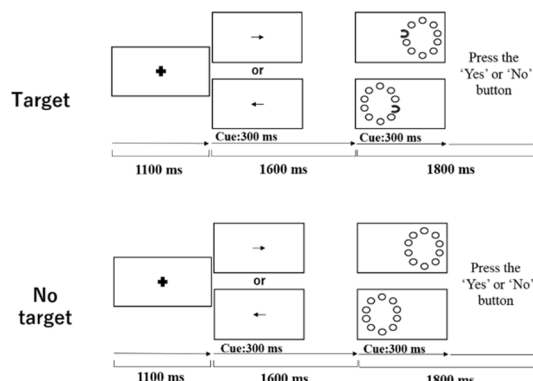 Target
or
Press the
'Yes' or 'No'
button
Cue:300 ms
Cue:300 ms
1100 ms
1600 ms
1800 ms
No
target
or
Press the
'Yes' or 'No'
button
Cue:300 ms
Cue:300 ms
1100 ms
1600 ms
1800 ms